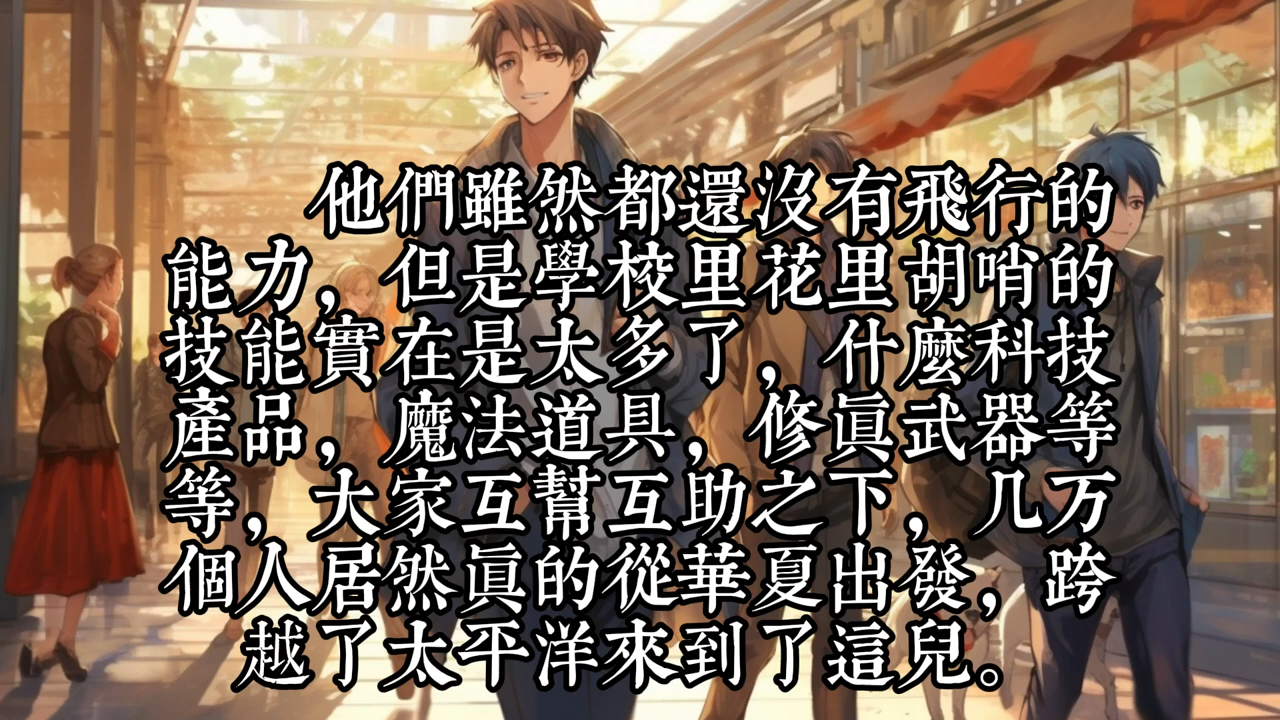 他們雖然都還沒有飛行的
能力，但是學校里花里胡哨的
技能實在是太多了，什麼科技
產品，魔法道具，修眞武器等
等，大家互幫互助之下，几万
個人居然眞的從華夏出發，跨
越了太平洋來到了這兒。